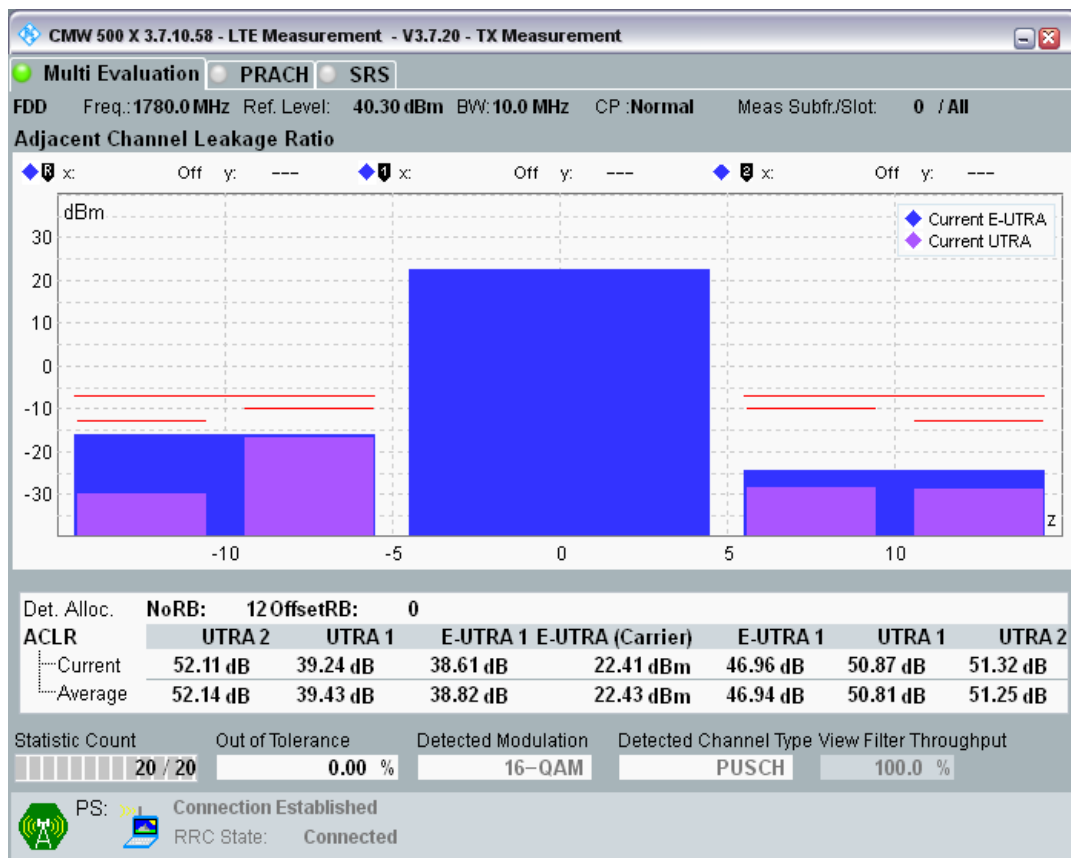 CMW 500 X 3.7.10.58 - LTE Measurement - V3.7.20 - TX Measurement
Multi Evaluation PRACH SRS
FDD Freq.: 1780.0 MHz Ref. Level: 40.30 dBm BW: 10.0 MHz CP :Normal Meas Subfr./Slot: 0 / All
Adjacent Channel Leakage Ratio
R x: Off y: --- 1 x: Off y: --- 2 x: Off y: ---
dBm
Current E-UTRA
Current UTRA
30
20
10
0
-10
-20
-30
z
-10 -5 0 5 10
Det. Alloc. NoRB: 12 OffsetRB: 0
ACLR UTRA 2 UTRA 1 E-UTRA 1 E-UTRA (Carrier) E-UTRA 1 UTRA 1 UTRA 2
Current 52.11 dB 39.24 dB 38.61 dB 22.41 dBm 46.96 dB 50.87 dB 51.32 dB
Average 52.14 dB 39.43 dB 38.82 dB 22.43 dBm 46.94 dB 50.81 dB 51.25 dB
Statistic Count Out of Tolerance Detected Modulation Detected Channel Type View Filter Throughput
20 / 20 0.00 % 16-QAM PUSCH 100.0 %
PS: Connection Established
RRC State: Connected